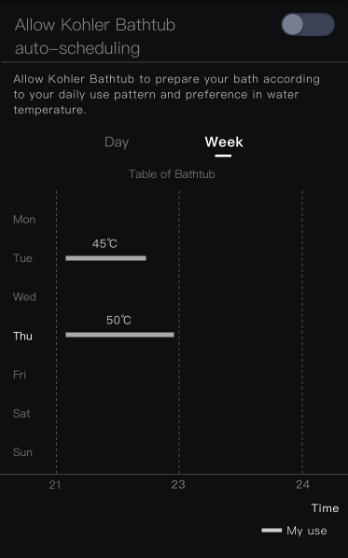 Allow Kohler Bathtub
auto-scheduling
Allow Kohler Bathtub to prepare your bath according
to your daily use pattern and preference in water
temperature.
Day Week
Table of Bathtub
Mon
45℃
Tue
Wed
50℃
Thu
Fri
Sat
Sun
21 23 24
Time
My use